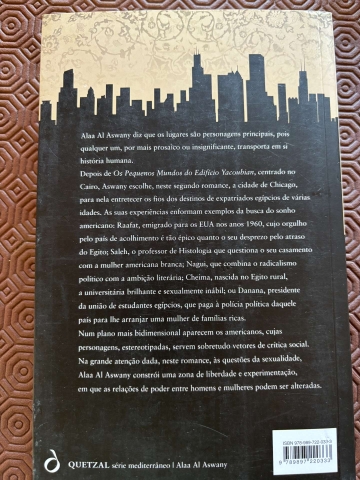 Alaa Al Aswany diz que os lugares são personagens principais, pois
qualquer um, por mais prosaico ou insignificante, transporta em si
história humana.
Depois de Os Pequenos Mundos do Edifício Yacoubian, centrado no
Cairo, Aswany escolhe, neste segundo romance, a cidade de Chicago,
para nela entretecer os fios dos destinos de expatriados egípcios de várias
idades. As suas experiências enformam exemplos da busca do sonho
americano: Raafat, emigrado para os EUA nos anos 1960, cujo orgulho
pelo país de acolhimento é tão épico quanto o seu desprezo pelo atraso
do Egito; Saleh, o professor de Histologia que questiona o seu casamento
com a mulher americana branca; Nagui, que combina o radicalismo
político com a ambição literária; Cheima, nascida no Egito rural,
a universitária brilhante e sexualmente inábil; ou Danana, presidente
da união de estudantes egípcios, que paga à polícia política daquele
país para lhe arranjar uma mulher de famílias ricas.
Num plano mais bidimensional aparecem os americanos, cujas
personagens, estereotipadas, servem sobretudo vetores de crítica social.
Na grande atenção dada, neste romance, às questões da sexualidade,
Alaa Al Aswany constrói uma zona de liberdade e experimentação,
em que as relações de poder entre homens e mulheres podem ser alteradas.
QUETZAL série mediterrâneo | Alaa Al Aswany